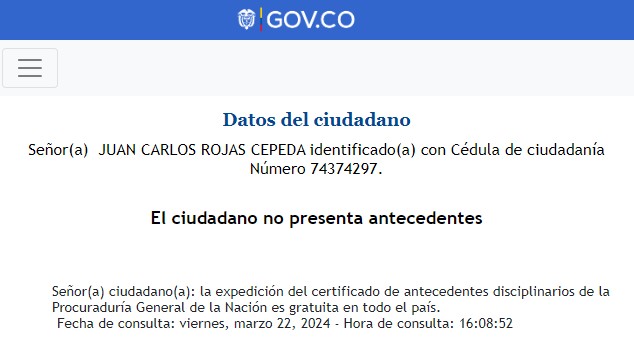 GOV.CO
Datos del ciudadano
Señor(a)  JUAN CARLOS ROJAS CEPEDA identificado(a) con Cédula de ciudadanía
Número 74374297.
El ciudadano no presenta antecedentes
Señor(a) ciudadano(a): la expedición del certificado de antecedentes disciplinarios de la
Procuraduría General de la Nación es gratuita en todo el país.
Fecha de consulta: viernes, marzo 22, 2024 - Hora de consulta: 16:08:52